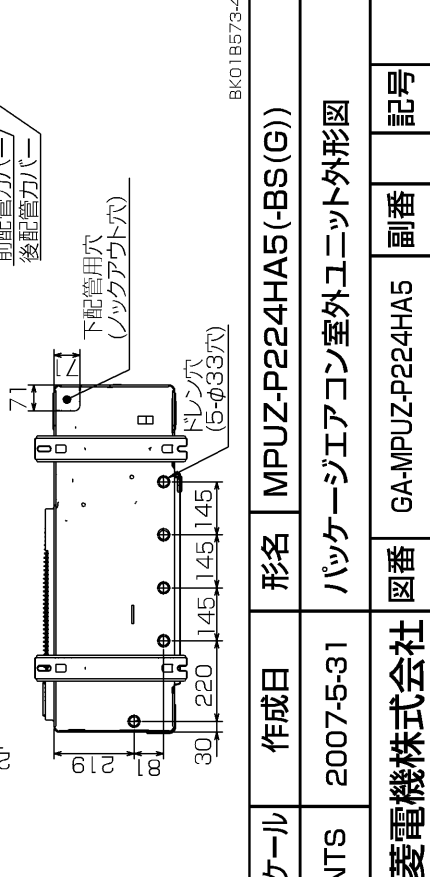 前配管カバー
後配管カバー
下配管用穴
(ノックアウト穴)
71
71
ドレン穴
(5-φ33穴)
145
145
145
220
30
219
81
BK01B573-4
形名 MPUZ-P224HA5(-BS(G))
作成日
2007-5-31 パッケージエアコン室外ユニット外形図
NTS
菱電機株式会社 図番 GA-MPUZ-P224HA5 副番 記号
ケール